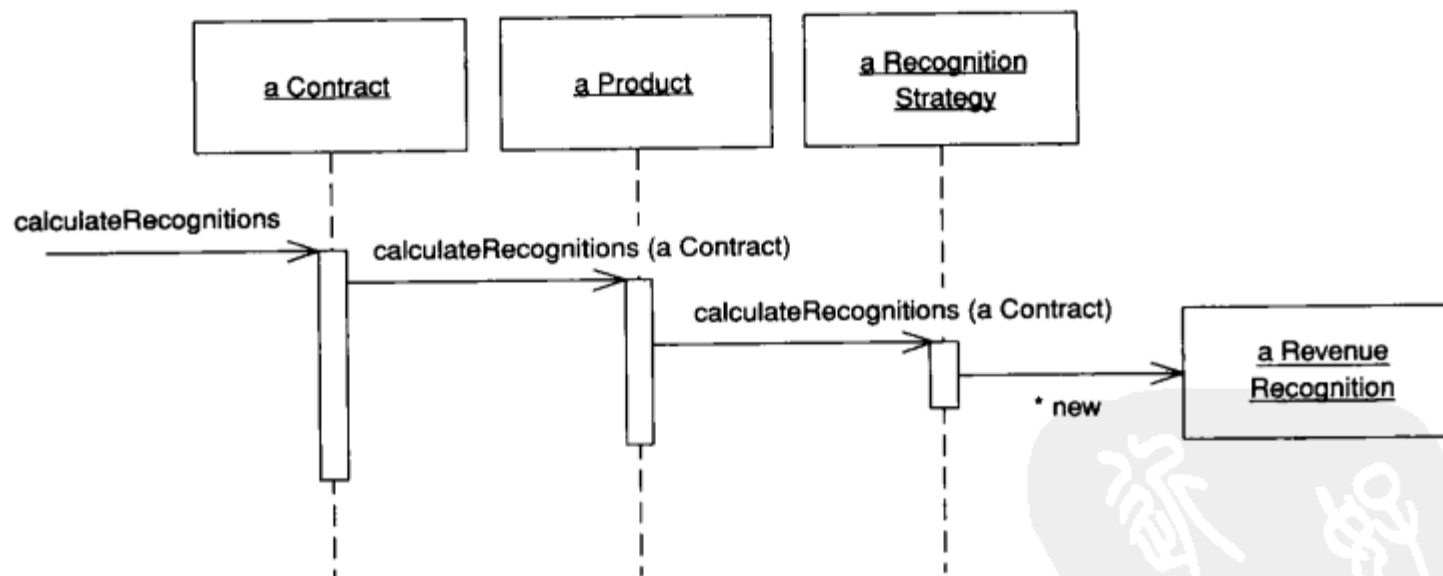 a Contract
a Product
a Recognition
Strategy
calculateRecognitions
calculateRecognitions (a Contract)
calculateRecognitions (a Contract)
a Revenue
Recognition
* new